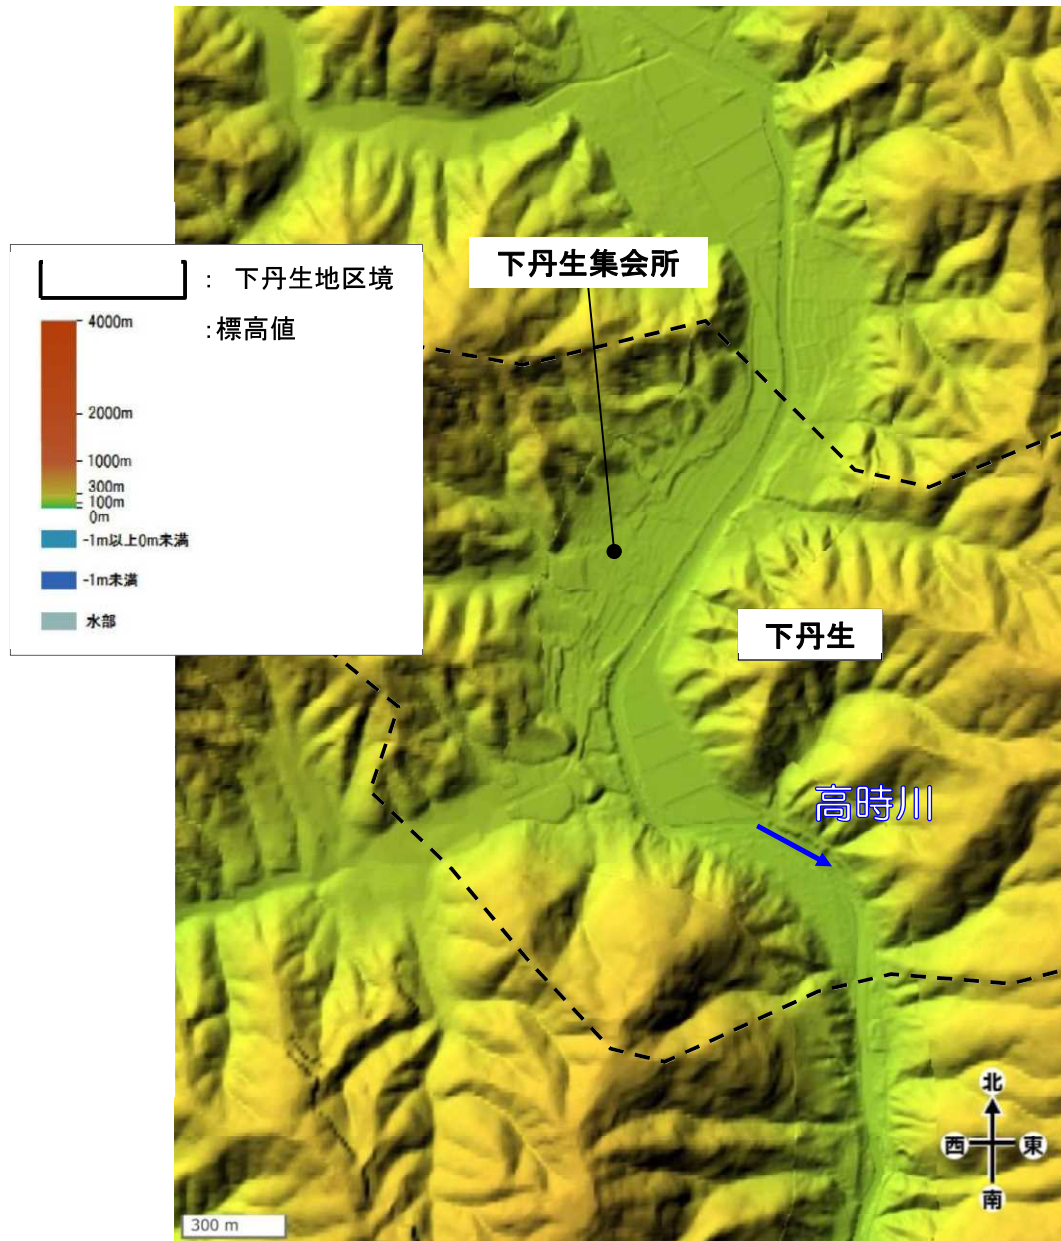 下丹生集会所
： 下丹生地区境
：標高値
4000m
2000m
1000m
300m
100m
0m
-1m以上0m未満
-1m未満
水部
下丹生
高時川
北
西 東
南
300 m